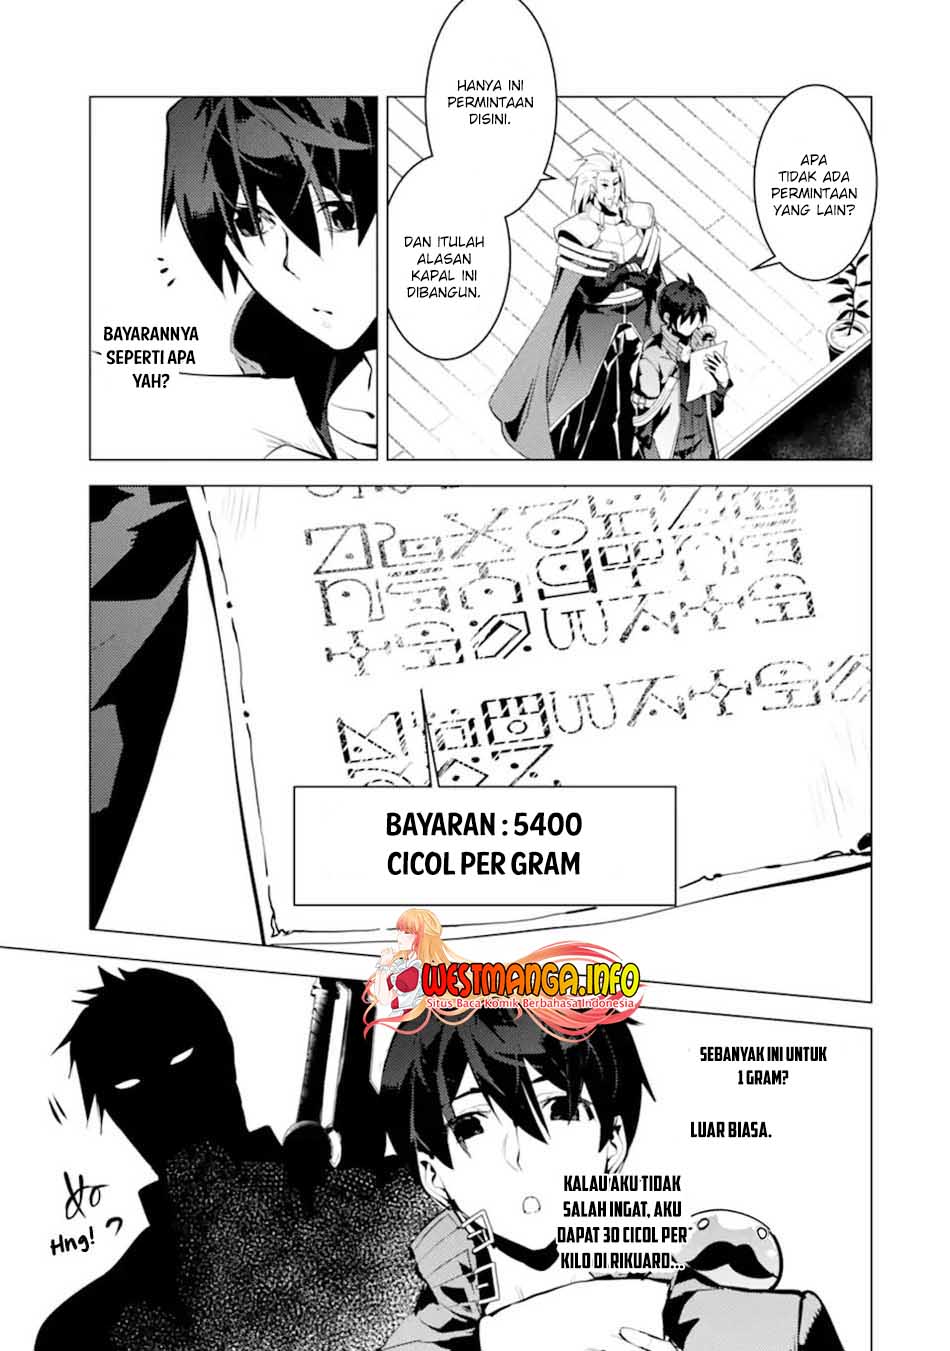 APA
TIDAK ADA
PERMINTAAN
YANG LAIN?
HANYA INI
PERMINTAAN
DISINI.
DAN ITULAH
ALASAN
KAPAL INI
DIBANGUN.
BAYARANNYA
SEPERTI APA
YAH?
BAYARAN : 5400
CICOL PER GRAM
WESTMANGA.INFO
Situs Baca Komik Berbahasa Indonesia
SEBANYAK INI UNTUK
1 GRAM?
LUAR BIASA.
KALAU AKU TIDAK
SALAH INGAT, AKU
DAPAT 30 CICOL PER
KILO DI RIKUARO...
Hng!